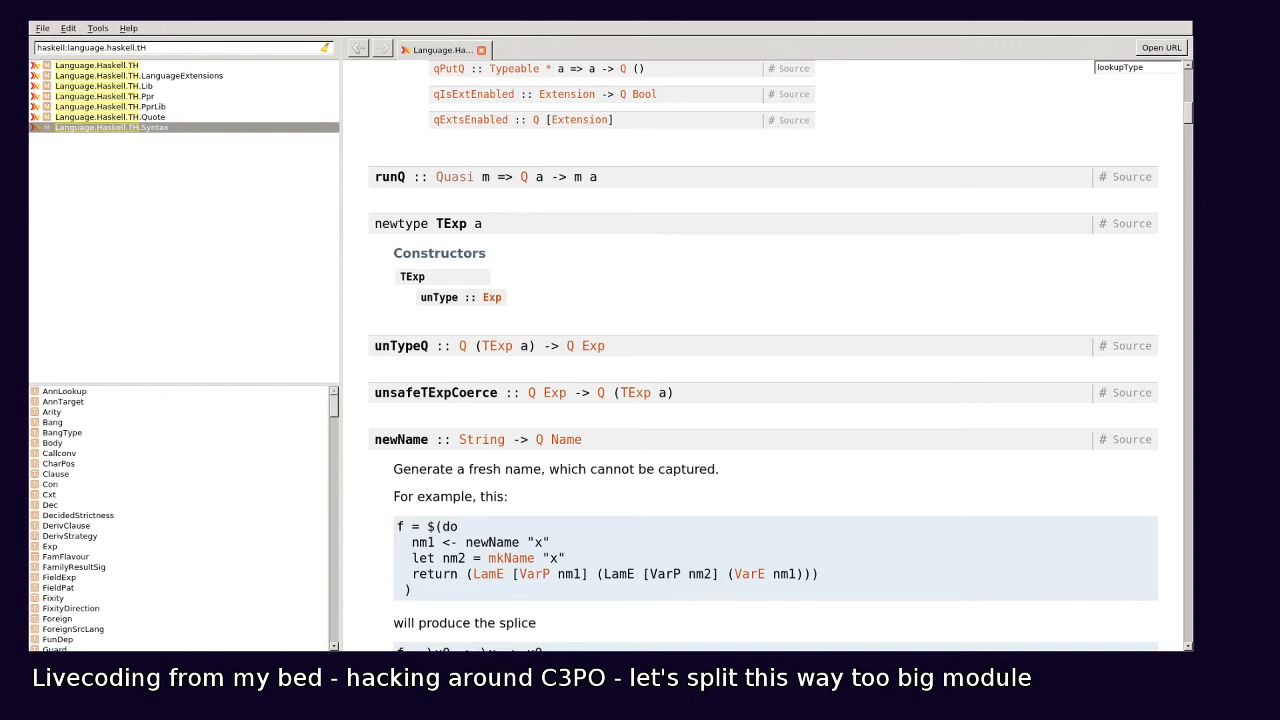 File Edit Tools Help
haskell:language.haskell.tH
Language.Haskell.TH
Language.Haskell.TH.LanguageExtensions
Language.Haskell.TH.Lib
Language.Haskell.TH.Ppr
Language.Haskell.TH.PprLib
Language.Haskell.TH.Quote
Language.Haskell.TH.Syntax
AnnLookup
AnnTarget
Arity
Bang
BangType
Body
Callconv
CharPos
Clause
Con
Cxt
Dec
DecidedStrictness
DerivClause
DerivStrategy
Exp
FamFlavour
FamilyResultSig
FieldExp
FieldPat
Fixity
FixityDirection
Foreign
ForeignSrcLang
FunDep
Guard
Language.Ha...
Open URL
lookupType
qPutQ :: Typeable * a => a -> Q () # Source
qIsExtEnabled :: Extension -> Q Bool # Source
qExtsEnabled :: Q [Extension] # Source
runQ :: Quasi m => Q a -> m a # Source
newtype TExp a # Source
Constructors
TExp
unType :: Exp
unTypeQ :: Q (TExp a) -> Q Exp # Source
unsafeTExpCoerce :: Q Exp -> Q (TExp a) # Source
newName :: String -> Q Name # Source
Generate a fresh name, which cannot be captured.
For example, this:
f = $(do
nm1 <- newName "x"
let nm2 = mkName "x"
return (LamE [VarP nm1] (LamE [VarP nm2] (VarE nm1)))
)
will produce the splice
Livecoding from my bed - hacking around C3PO - let's split this way too big module